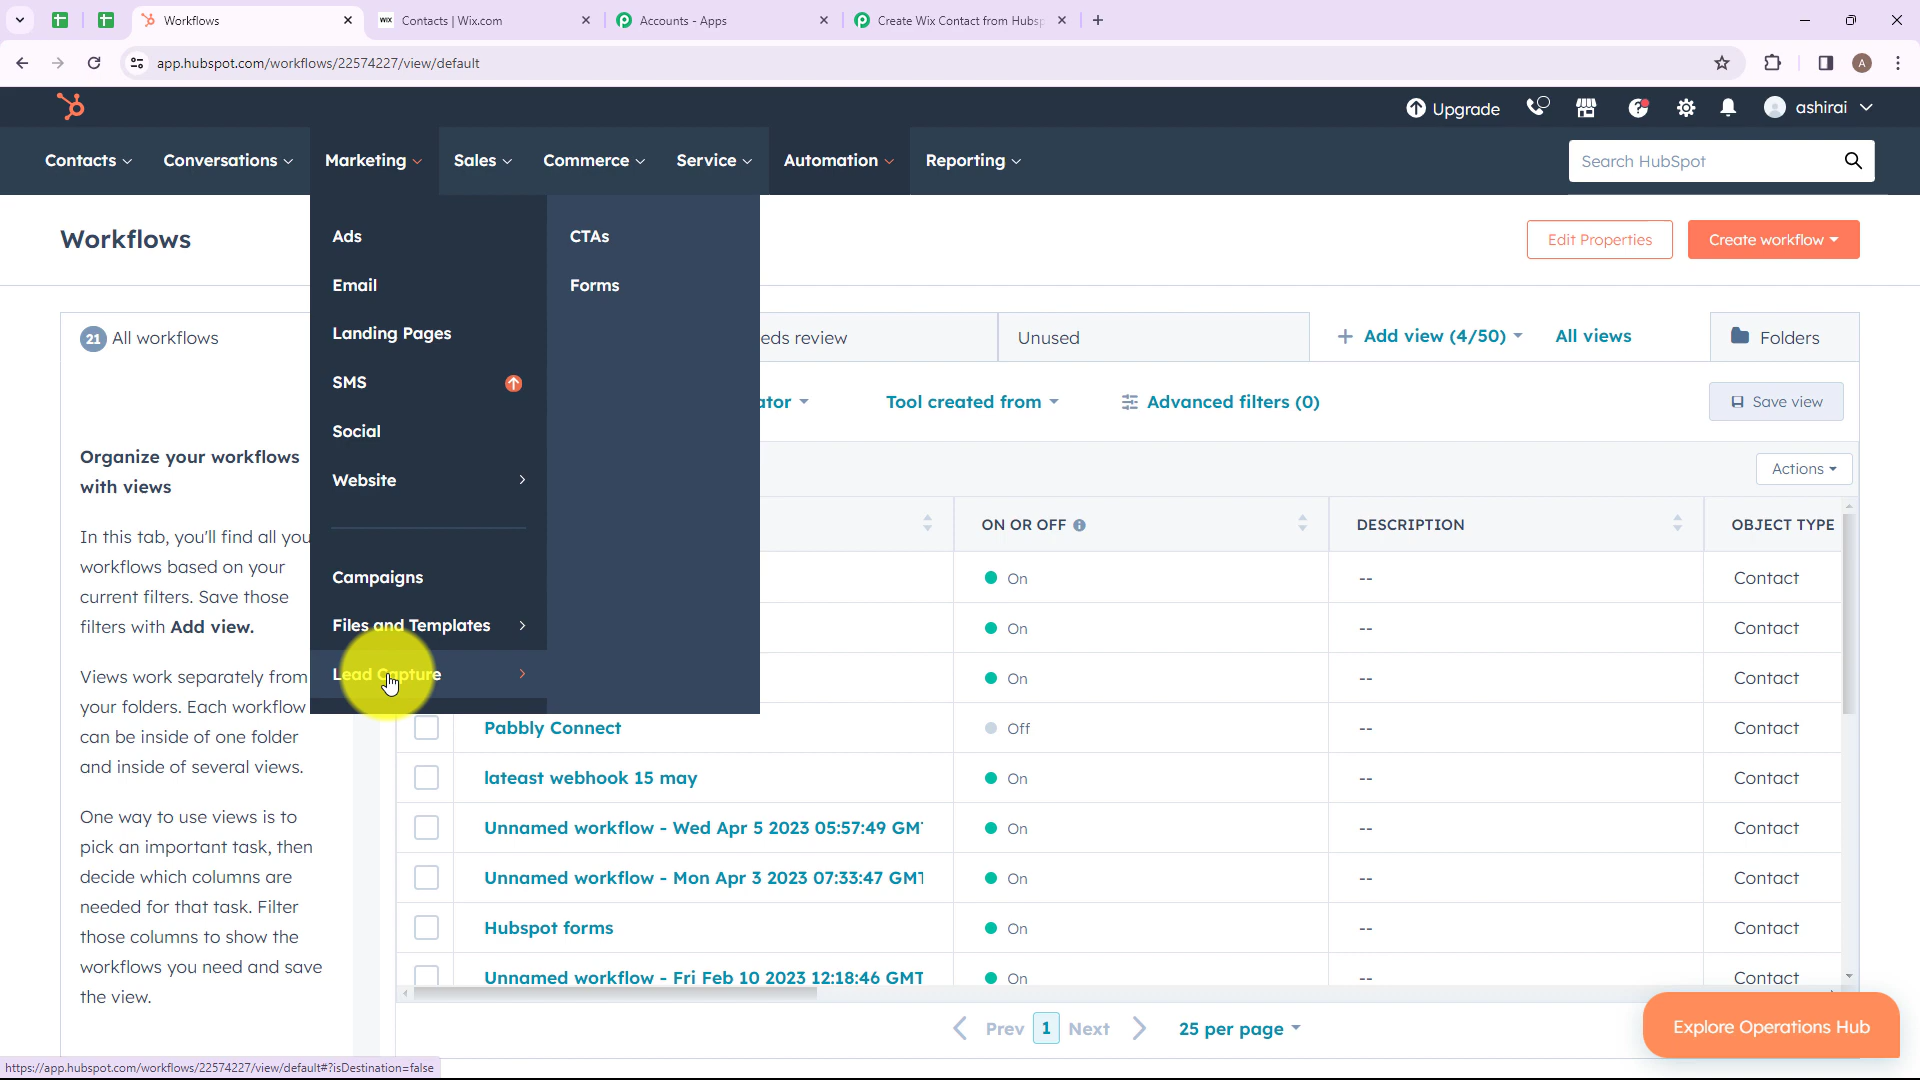 Workflows
WIX Contacts | Wix.com
Accounts - Apps
Create Wix Contact from Hubsp
app.hubspot.com/workflows/22574227/view/default
A
Upgrade
ashirai
Contacts
Conversations
Marketing
Sales
Commerce
Service
Automation
Reporting
Search HubSpot
Workflows
Edit Properties
Create workflow
Ads
Email
Landing Pages
SMS
Social
Website
Campaigns
Files and Templates
Lead Capture
CTAs
Forms
21 All workflows
eds review
Unused
Add view (4/50)
All views
Folders
ator
Tool created from
Advanced filters (0)
Save view
Organize your workflows
with views
In this tab, you'll find all you
workflows based on your
current filters. Save those
filters with Add view.
Views work separately from
your folders. Each workflow
can be inside of one folder
and inside of several views.
One way to use views is to
pick an important task, then
decide which columns are
needed for that task. Filter
those columns to show the
workflows you need and save
the view.
Actions
ON OR OFF
DESCRIPTION
OBJECT TYPE
On -- Contact
On -- Contact
On -- Contact
Pabbly Connect Off -- Contact
lateast webhook 15 may On -- Contact
Unnamed workflow - Wed Apr 5 2023 05:57:49 GM On -- Contact
Unnamed workflow - Mon Apr 3 2023 07:33:47 GMT On -- Contact
Hubspot forms On -- Contact
Unnamed workflow - Fri Feb 10 2023 12:18:46 GMT On -- Contact
Prev 1 Next
25 per page
Explore Operations Hub
https://app.hubspot.com/workflows/22574227/view/default#?isDestination=false